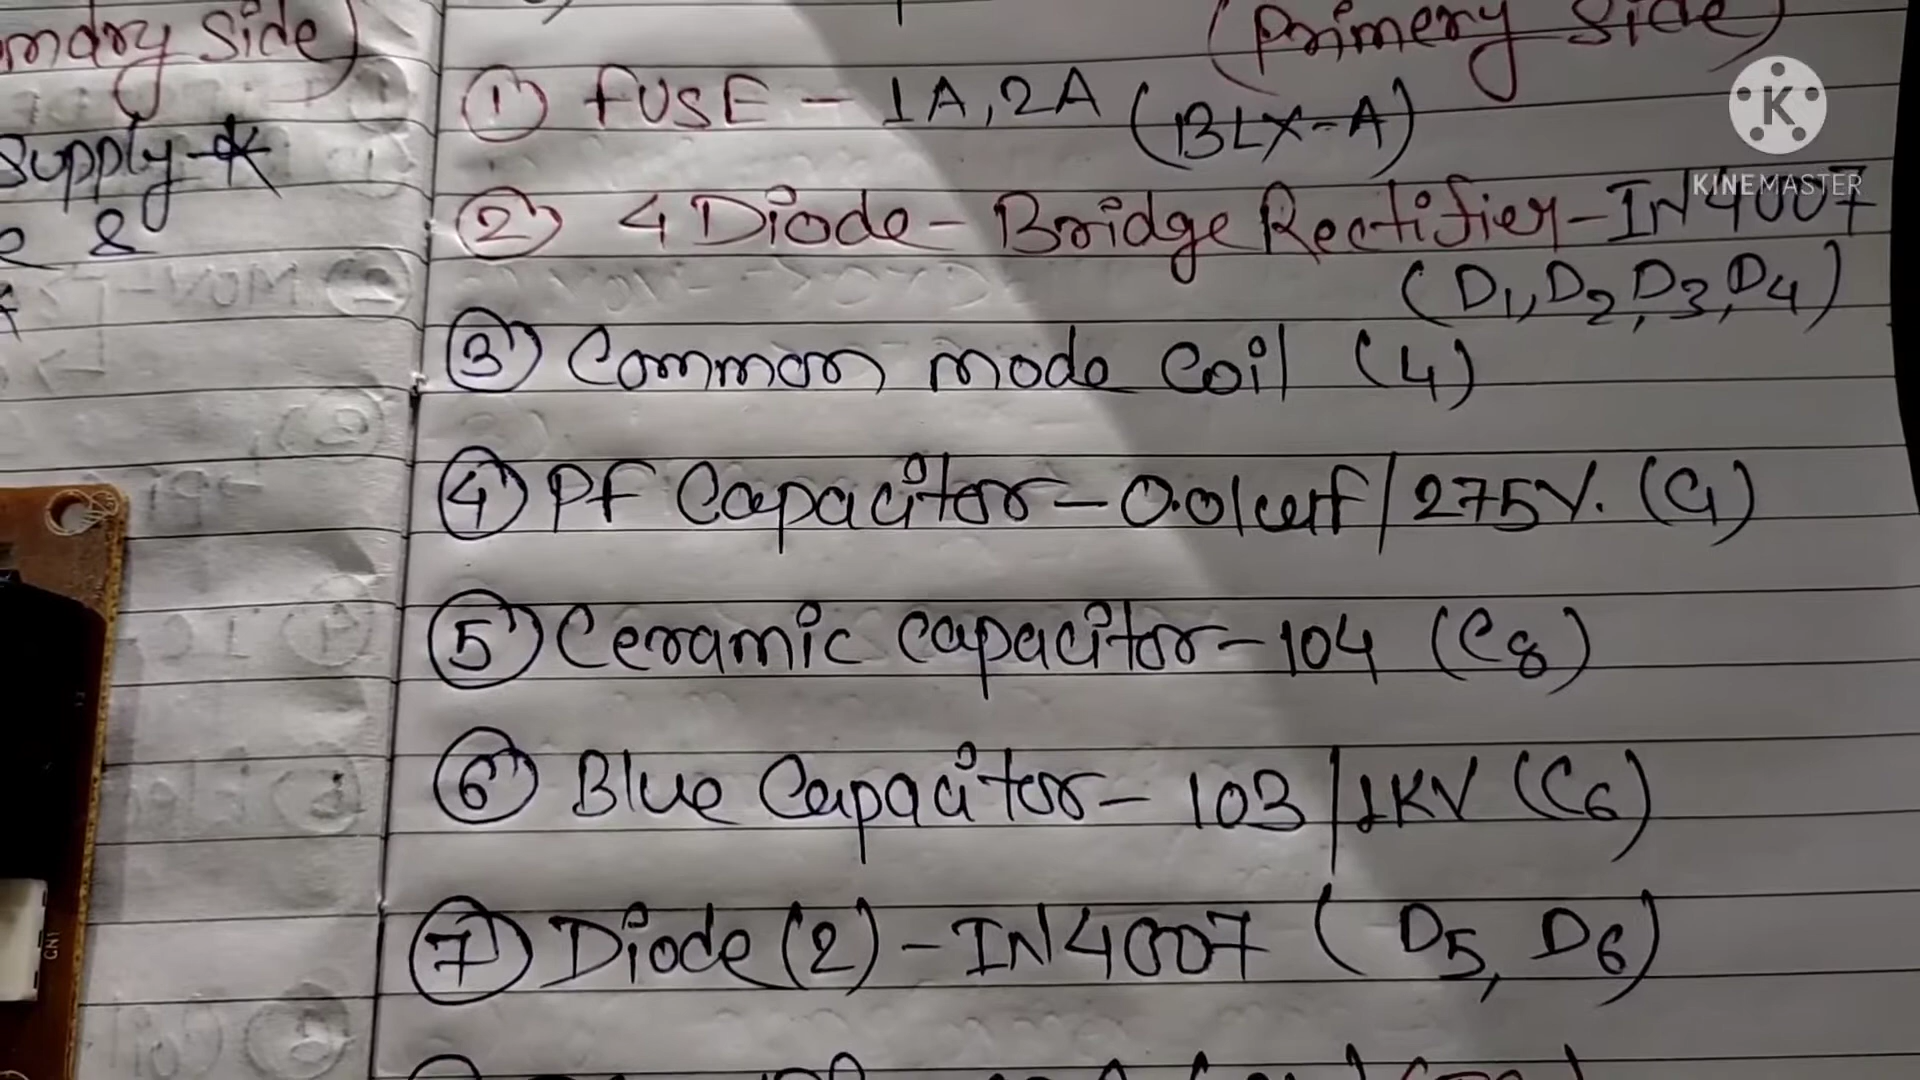 (Primery Side)
side)
Supply
&
① FUSE - 1A, 2A (BLX-A)
② 4 Diode - Bridge Rectifier - IN4007
(D1, D2, D3, D4)
③ Common mode Coil (4)
④ PF Capacitor - 0.01uf / 275V. (C1)
⑤ Ceramic Capacitor - 104 (C8)
⑥ Blue Capacitor - 103 / 1KV (C6)
⑦ Diode (2) - IN4007 (D5, D6)
CN1
K
KINEMASTER